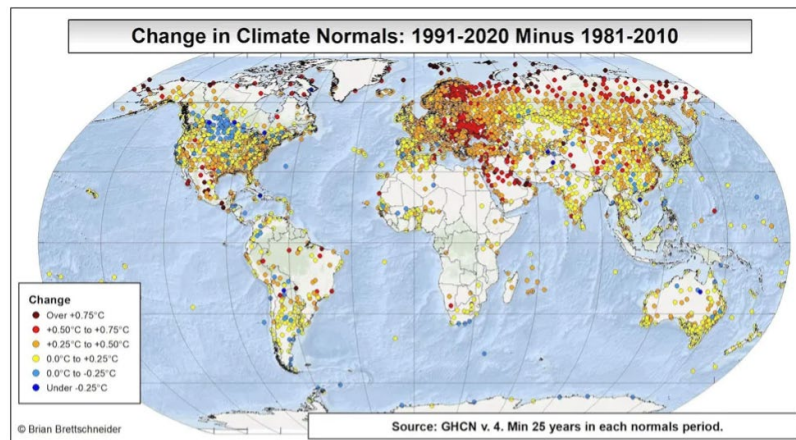 Change in Climate Normals: 1991-2020 Minus 1981-2010
Change
Over +0.75°C
+0.50°C to +0.75°C
+0.25°C to +0.50°C
0.0°C to +0.25°C
0.0°C to -0.25°C
Under -0.25°C
© Brian Brettschneider
Source: GHCN v. 4. Min 25 years in each normals period.